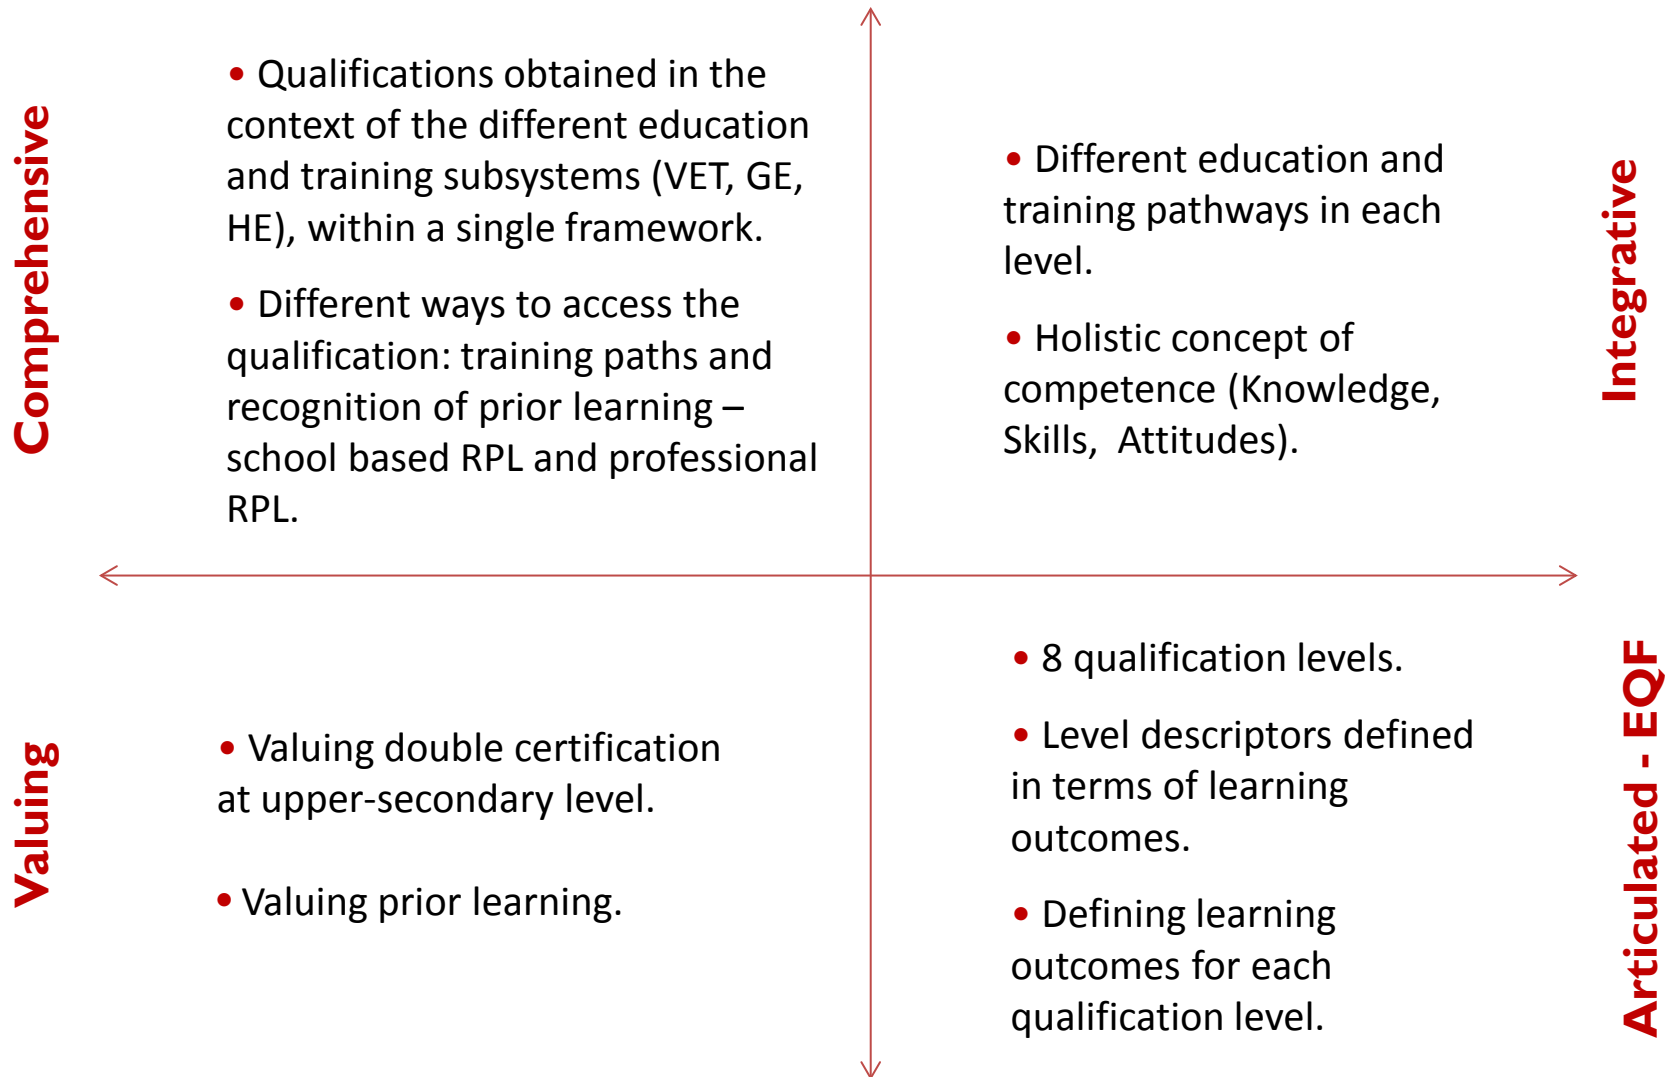 Comprehensive
• Qualifications obtained in the
context of the different education
and training subsystems (VET, GE,
HE), within a single framework.
• Different ways to access the
qualification: training paths and
recognition of prior learning –
school based RPL and professional
RPL.
Integrative
• Different education and
training pathways in each
level.
• Holistic concept of
competence (Knowledge,
Skills, Attitudes).
Valuing
• Valuing double certification
at upper-secondary level.
• Valuing prior learning.
Articulated - EQF
• 8 qualification levels.
• Level descriptors defined
in terms of learning
outcomes.
• Defining learning
outcomes for each
qualification level.